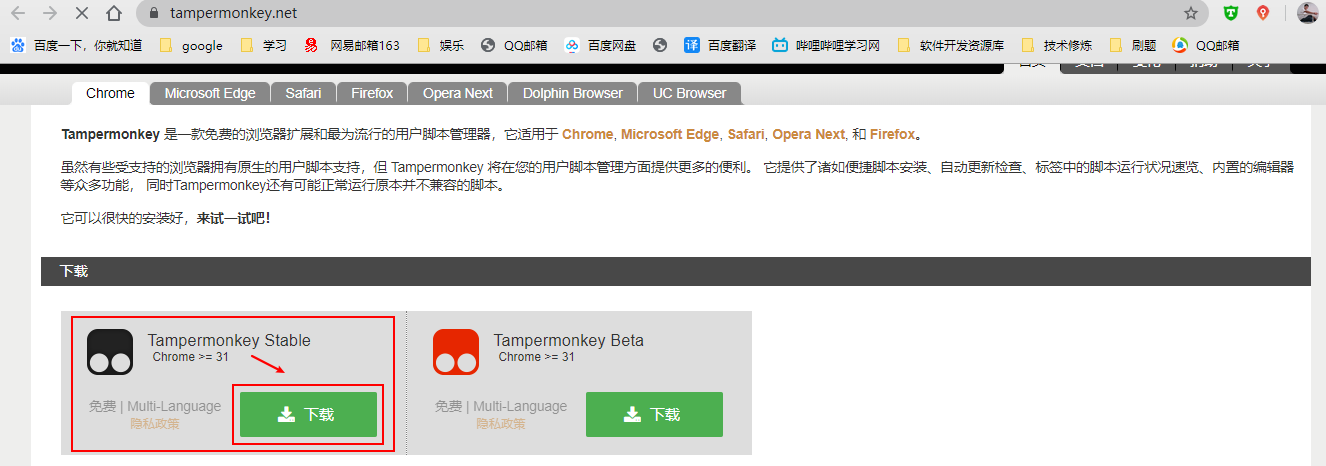 tampermonkey.net
百度一下，你就知道 google 学习 网易邮箱163 娱乐 QQ邮箱 百度网盘 百度翻译 哔哩哔哩学习网 软件开发资源库 技术修炼 刷题 QQ邮箱
Chrome Microsoft Edge Safari Firefox Opera Next Dolphin Browser UC Browser
Tampermonkey 是一款免费的浏览器扩展和最为流行的用户脚本管理器，它适用于 Chrome, Microsoft Edge, Safari, Opera Next, 和 Firefox。
虽然有些受支持的浏览器拥有原生的用户脚本支持，但 Tampermonkey 将在您的用户脚本管理方面提供更多的便利。 它提供了诸如便捷脚本安装、自动更新检查、标签中的脚本运行状况速览、内置的编辑器
等众多功能， 同时Tampermonkey还有可能正常运行原本并不兼容的脚本。
它可以很快的安装好，来试一试吧！
下载
Tampermonkey Stable
Chrome >= 31
免费 | Multi-Language
隐私政策
下载
Tampermonkey Beta
Chrome >= 31
免费 | Multi-Language
隐私政策
下载